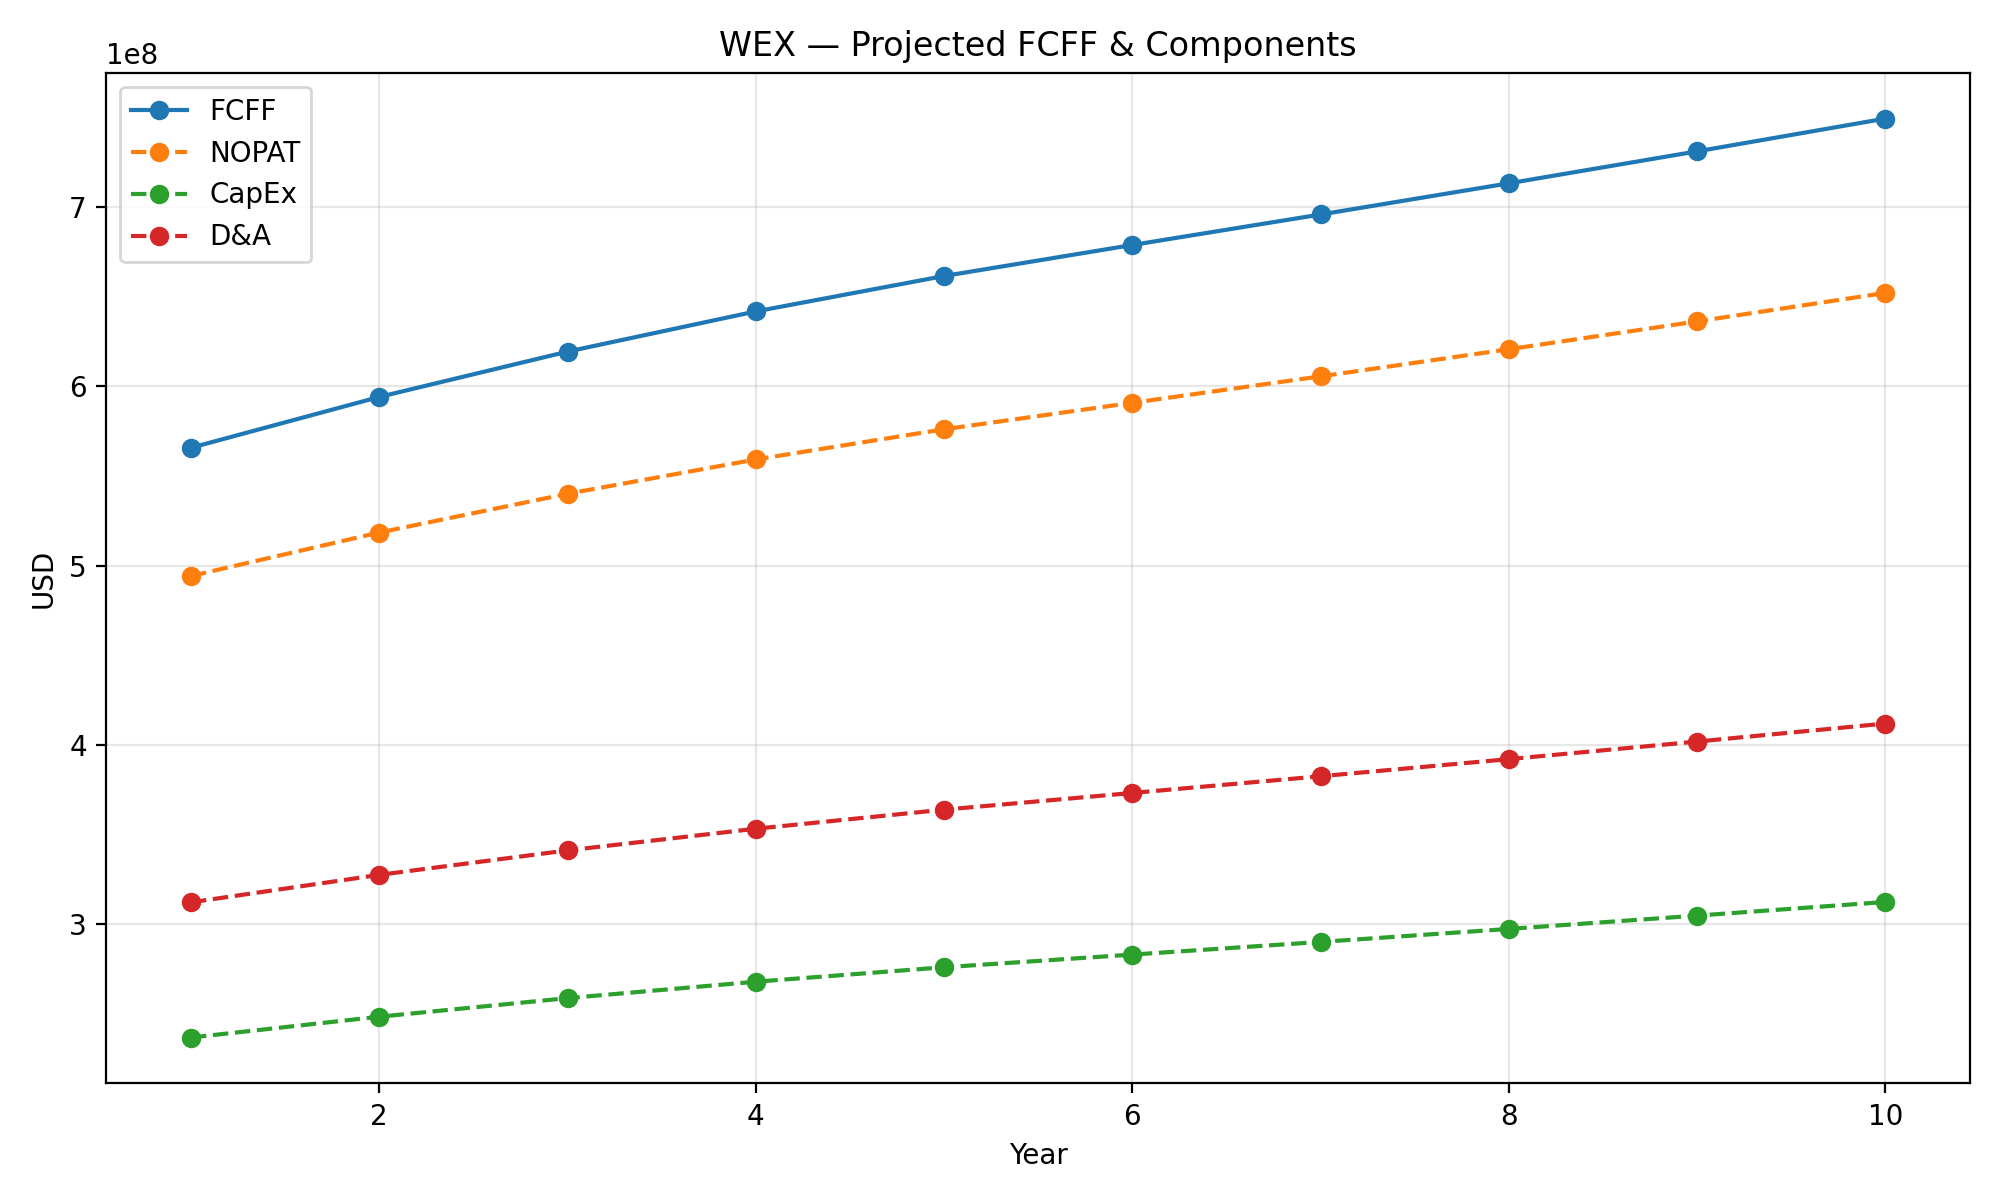 WEX — Projected FCFF & Components
1e8
FCFF
NOPAT
CapEx
D&A
7
6
5
4
3
USD
2
4
6
8
10
Year